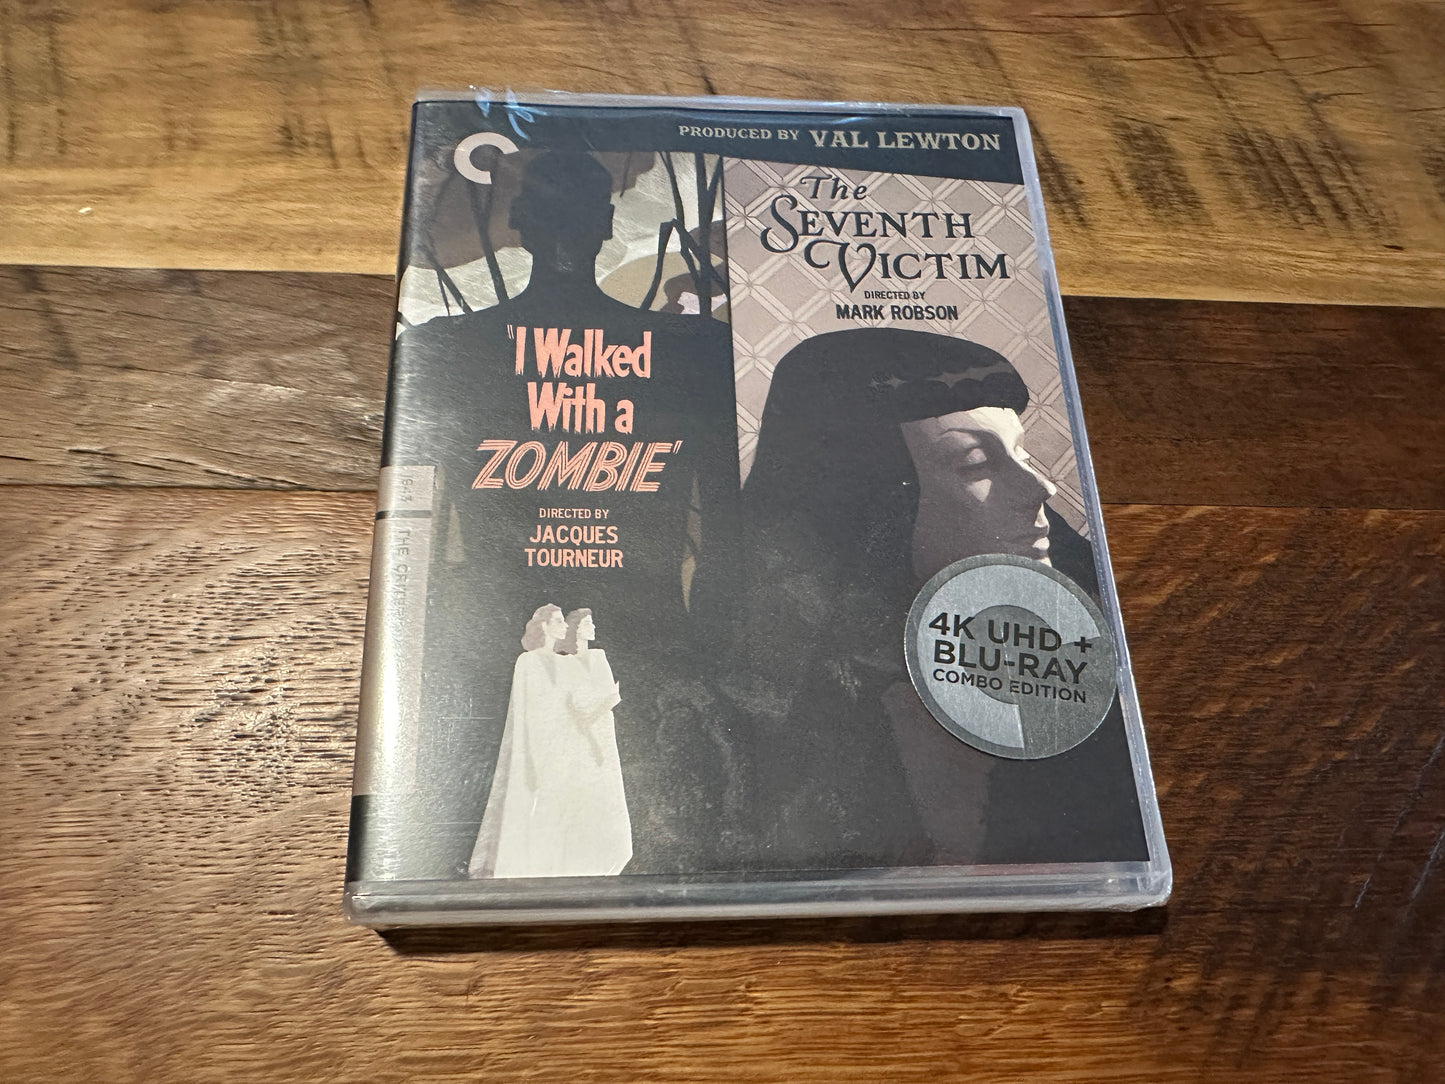 PRODUCED BY VAL LEWTON
The
SEVENTH
VICTIM
DIRECTED BY
MARK ROBSON
"I Walked
With a
ZOMBIE"
DIRECTED BY
JACQUES
TOURNEUR
4K UHD +
BLU-RAY
COMBO EDITION
THE